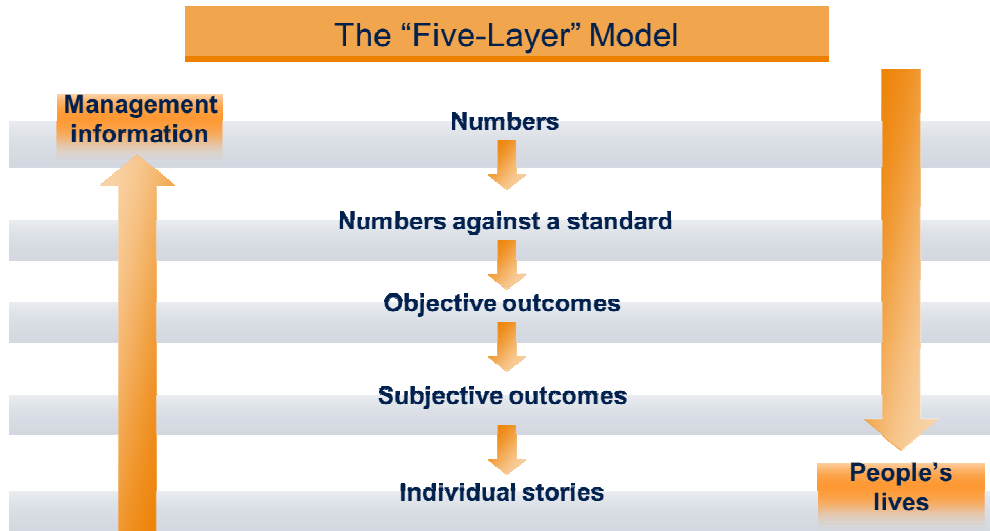 The “Five-Layer” Model
Management
information
Numbers
Numbers against a standard
Objective outcomes
Subjective outcomes
Individual stories
People’s
lives